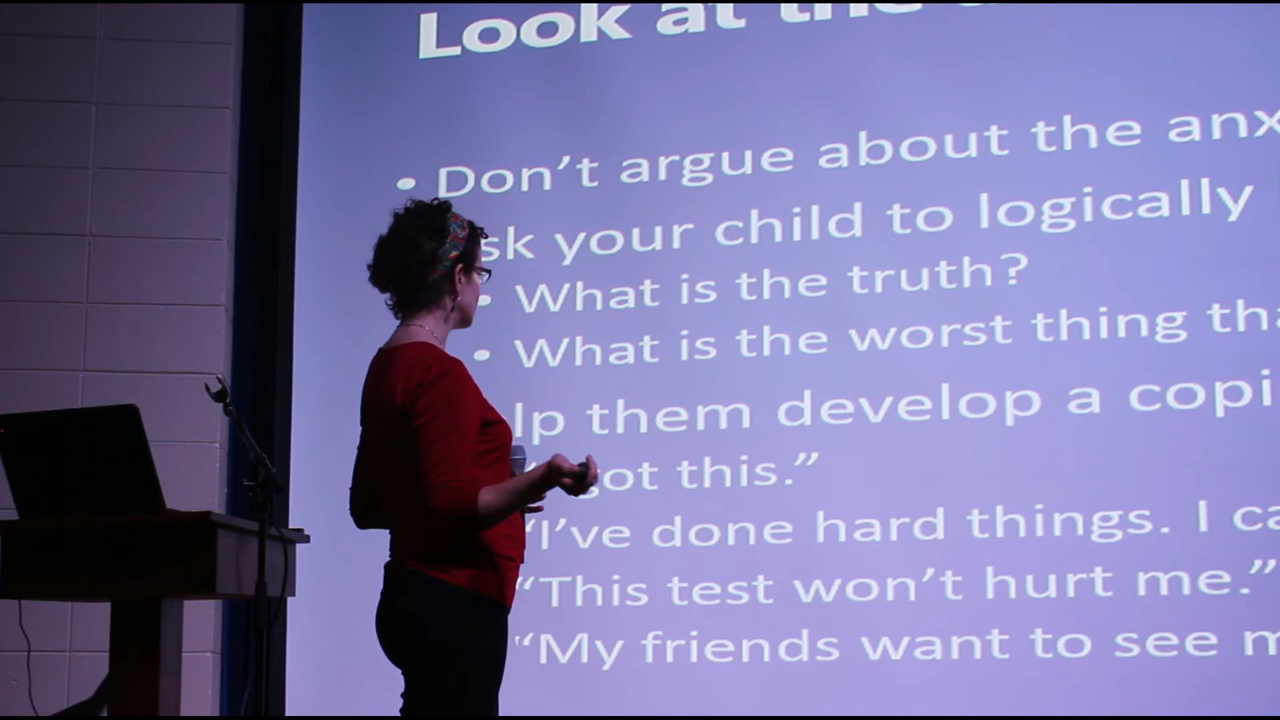 Look at the
• Don't argue about the anx
sk your child to logically
• What is the truth?
• What is the worst thing tha
lp them develop a copi
got this.”
“I've done hard things. I ca
“This test won't hurt me.”
“My friends want to see m